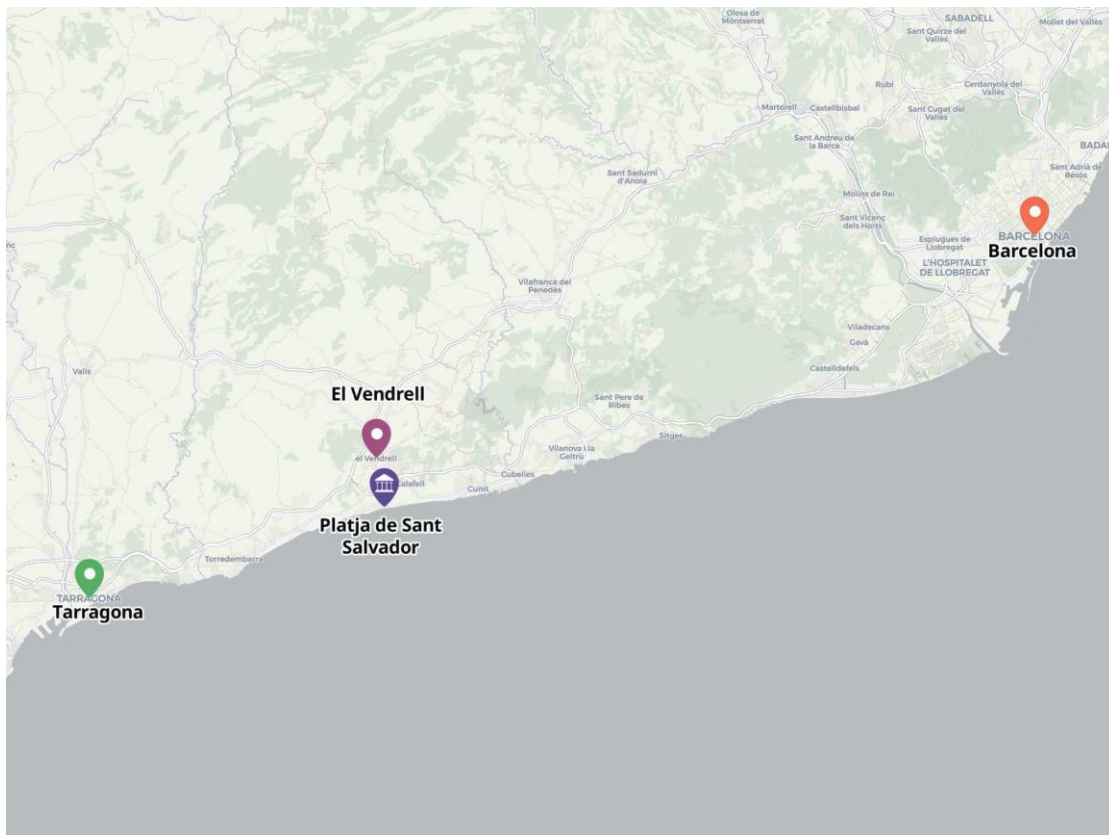 Olesa de
Montserrat
SABADELL
Mollet del Vallès
Sant Quirze del
Vallès
Rubí
Cerdanyola del
Vallès
Martorell
Castellbisbal
Sant Cugat del
Vallès
Sant Andreu de
la Barca
BADA
Sant Adrià de
Besòs
Sant Sadurní
d'Anoia
Molins de Rei
Sant Vicenç
dels Horts
Esplugues de
Llobregat
BARCELONA
Barcelona
L'HOSPITALET
DE LLOBREGAT
Vilafranca del
Penedès
Viladecans
Gavà
Castelldefels
Valls
El Vendrell
Sant Pere de
Ribes
Sitges
Vilanova i la
Geltrú
el Vendrell
Cubelles
Calafell
Cunit
Platja de Sant
Salvador
Torredembarra
TARRAGONA
Tarragona